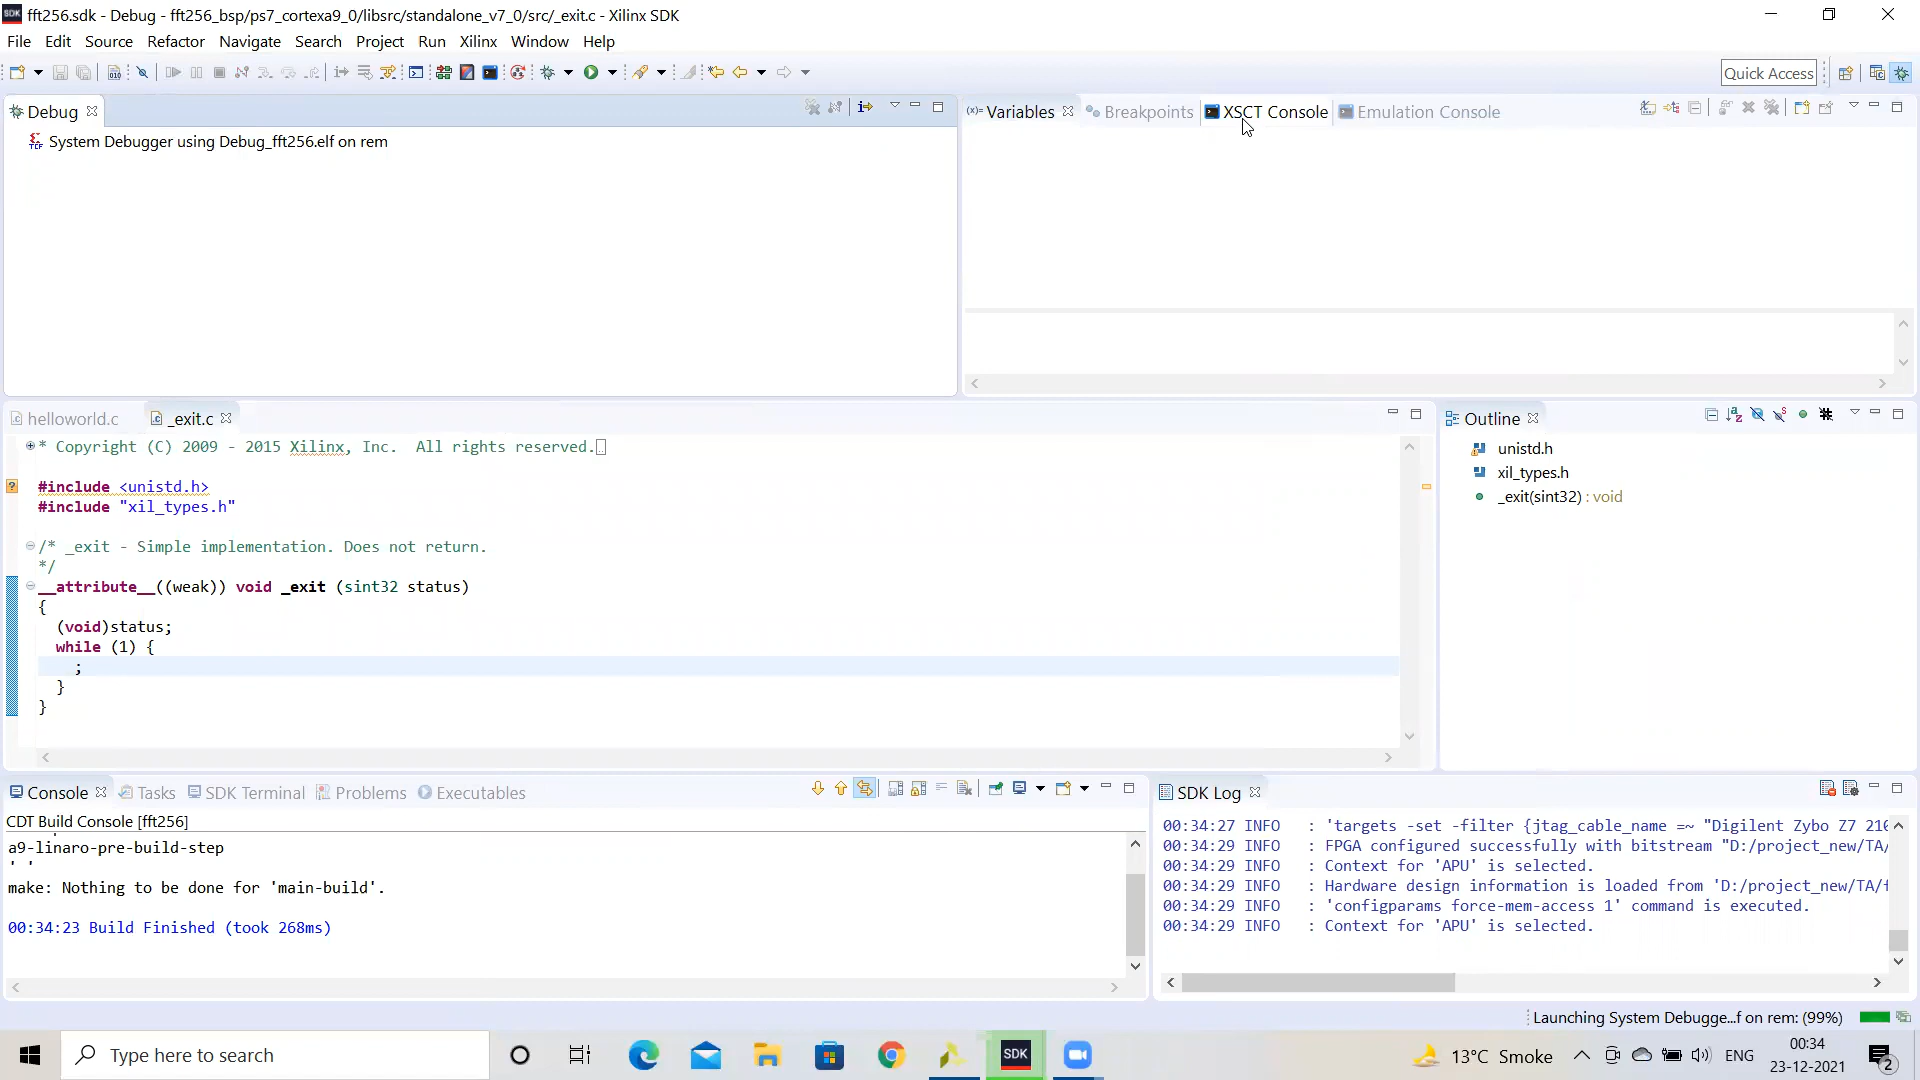 fft256.sdk - Debug - fft256_bsp/ps7_cortexa9_0/libsrc/standalone_v7_0/src/_exit.c - Xilinx SDK
File Edit Source Refactor Navigate Search Project Run Xilinx Window Help
Quick Access
Debug
System Debugger using Debug_fft256.elf on rem
Variables Breakpoints XSCT Console Emulation Console
helloworld.c _exit.c
* Copyright (C) 2009 - 2015 Xilinx, Inc.  All rights reserved.
#include <unistd.h>
#include "xil_types.h"
/* _exit - Simple implementation. Does not return.
*/
__attribute__((weak)) void _exit (sint32 status)
{
(void)status;
while (1) {
;
}
}
Outline
unistd.h
xil_types.h
_exit(sint32) : void
Console Tasks SDK Terminal Problems Executables
CDT Build Console [fft256]
a9-linaro-pre-build-step
' '
make: Nothing to be done for 'main-build'.
00:34:23 Build Finished (took 268ms)
SDK Log
00:34:27 INFO : 'targets -set -filter {jtag_cable_name =~ "Digilent Zybo Z7 210
00:34:29 INFO : FPGA configured successfully with bitstream "D:/project_new/TA/
00:34:29 INFO : Context for 'APU' is selected.
00:34:29 INFO : Hardware design information is loaded from 'D:/project_new/TA/f
00:34:29 INFO : 'configparams force-mem-access 1' command is executed.
00:34:29 INFO : Context for 'APU' is selected.
Launching System Debugge...f on rem: (99%)
Type here to search
SDK
13°C Smoke
ENG
00:34
23-12-2021
2